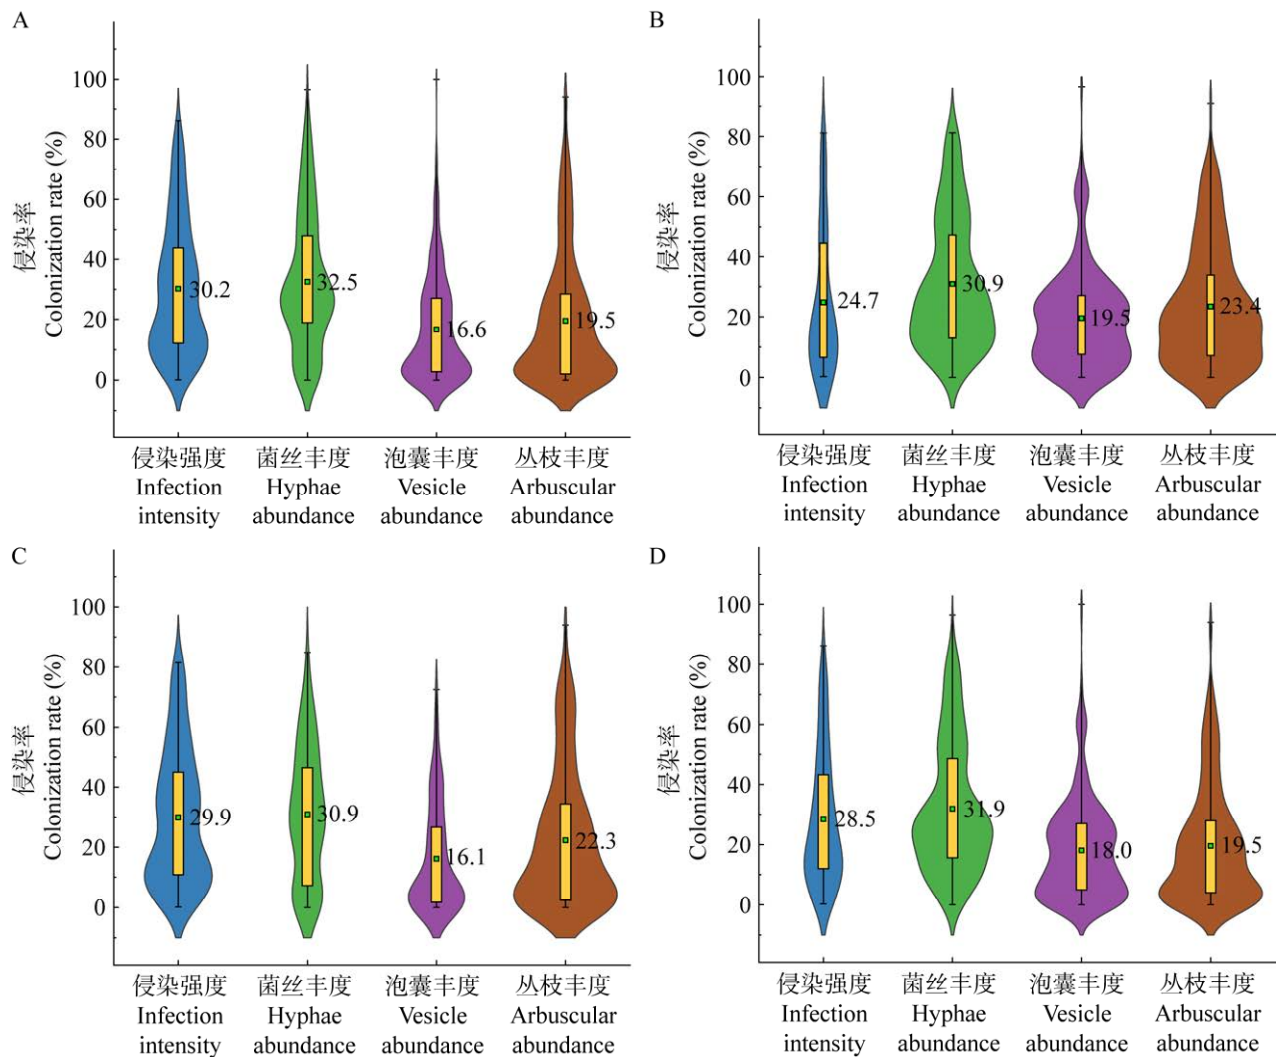 A
侵染率
Colonization rate (%)
100
80
60
40
20
0
30.2
32.5
16.6
19.5
侵染强度
Infection
intensity
菌丝丰度
Hyphae
abundance
泡囊丰度
Vesicle
abundance
丛枝丰度
Arbuscular
abundance
B
侵染率
Colonization rate (%)
100
80
60
40
20
0
24.7
30.9
19.5
23.4
侵染强度
Infection
intensity
菌丝丰度
Hyphae
abundance
泡囊丰度
Vesicle
abundance
丛枝丰度
Arbuscular
abundance
C
侵染率
Colonization rate (%)
100
80
60
40
20
0
29.9
30.9
16.1
22.3
侵染强度
Infection
intensity
菌丝丰度
Hyphae
abundance
泡囊丰度
Vesicle
abundance
丛枝丰度
Arbuscular
abundance
D
侵染率
Colonization rate (%)
100
80
60
40
20
0
28.5
31.9
18.0
19.5
侵染强度
Infection
intensity
菌丝丰度
Hyphae
abundance
泡囊丰度
Vesicle
abundance
丛枝丰度
Arbuscular
abundance